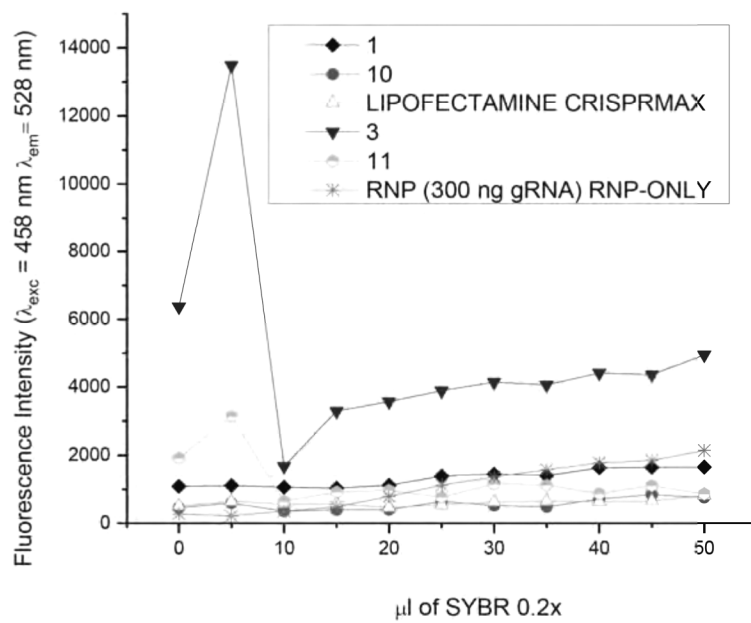 14000
12000
10000
8000
6000
4000
2000
0
Fluorescence Intensity (λexc = 458 nm λem= 528 nm)
1
10
LIPOFECTAMINE CRISPRMAX
3
11
RNP (300 ng gRNA) RNP-ONLY
0 10 20 30 40 50
μl of SYBR 0.2x